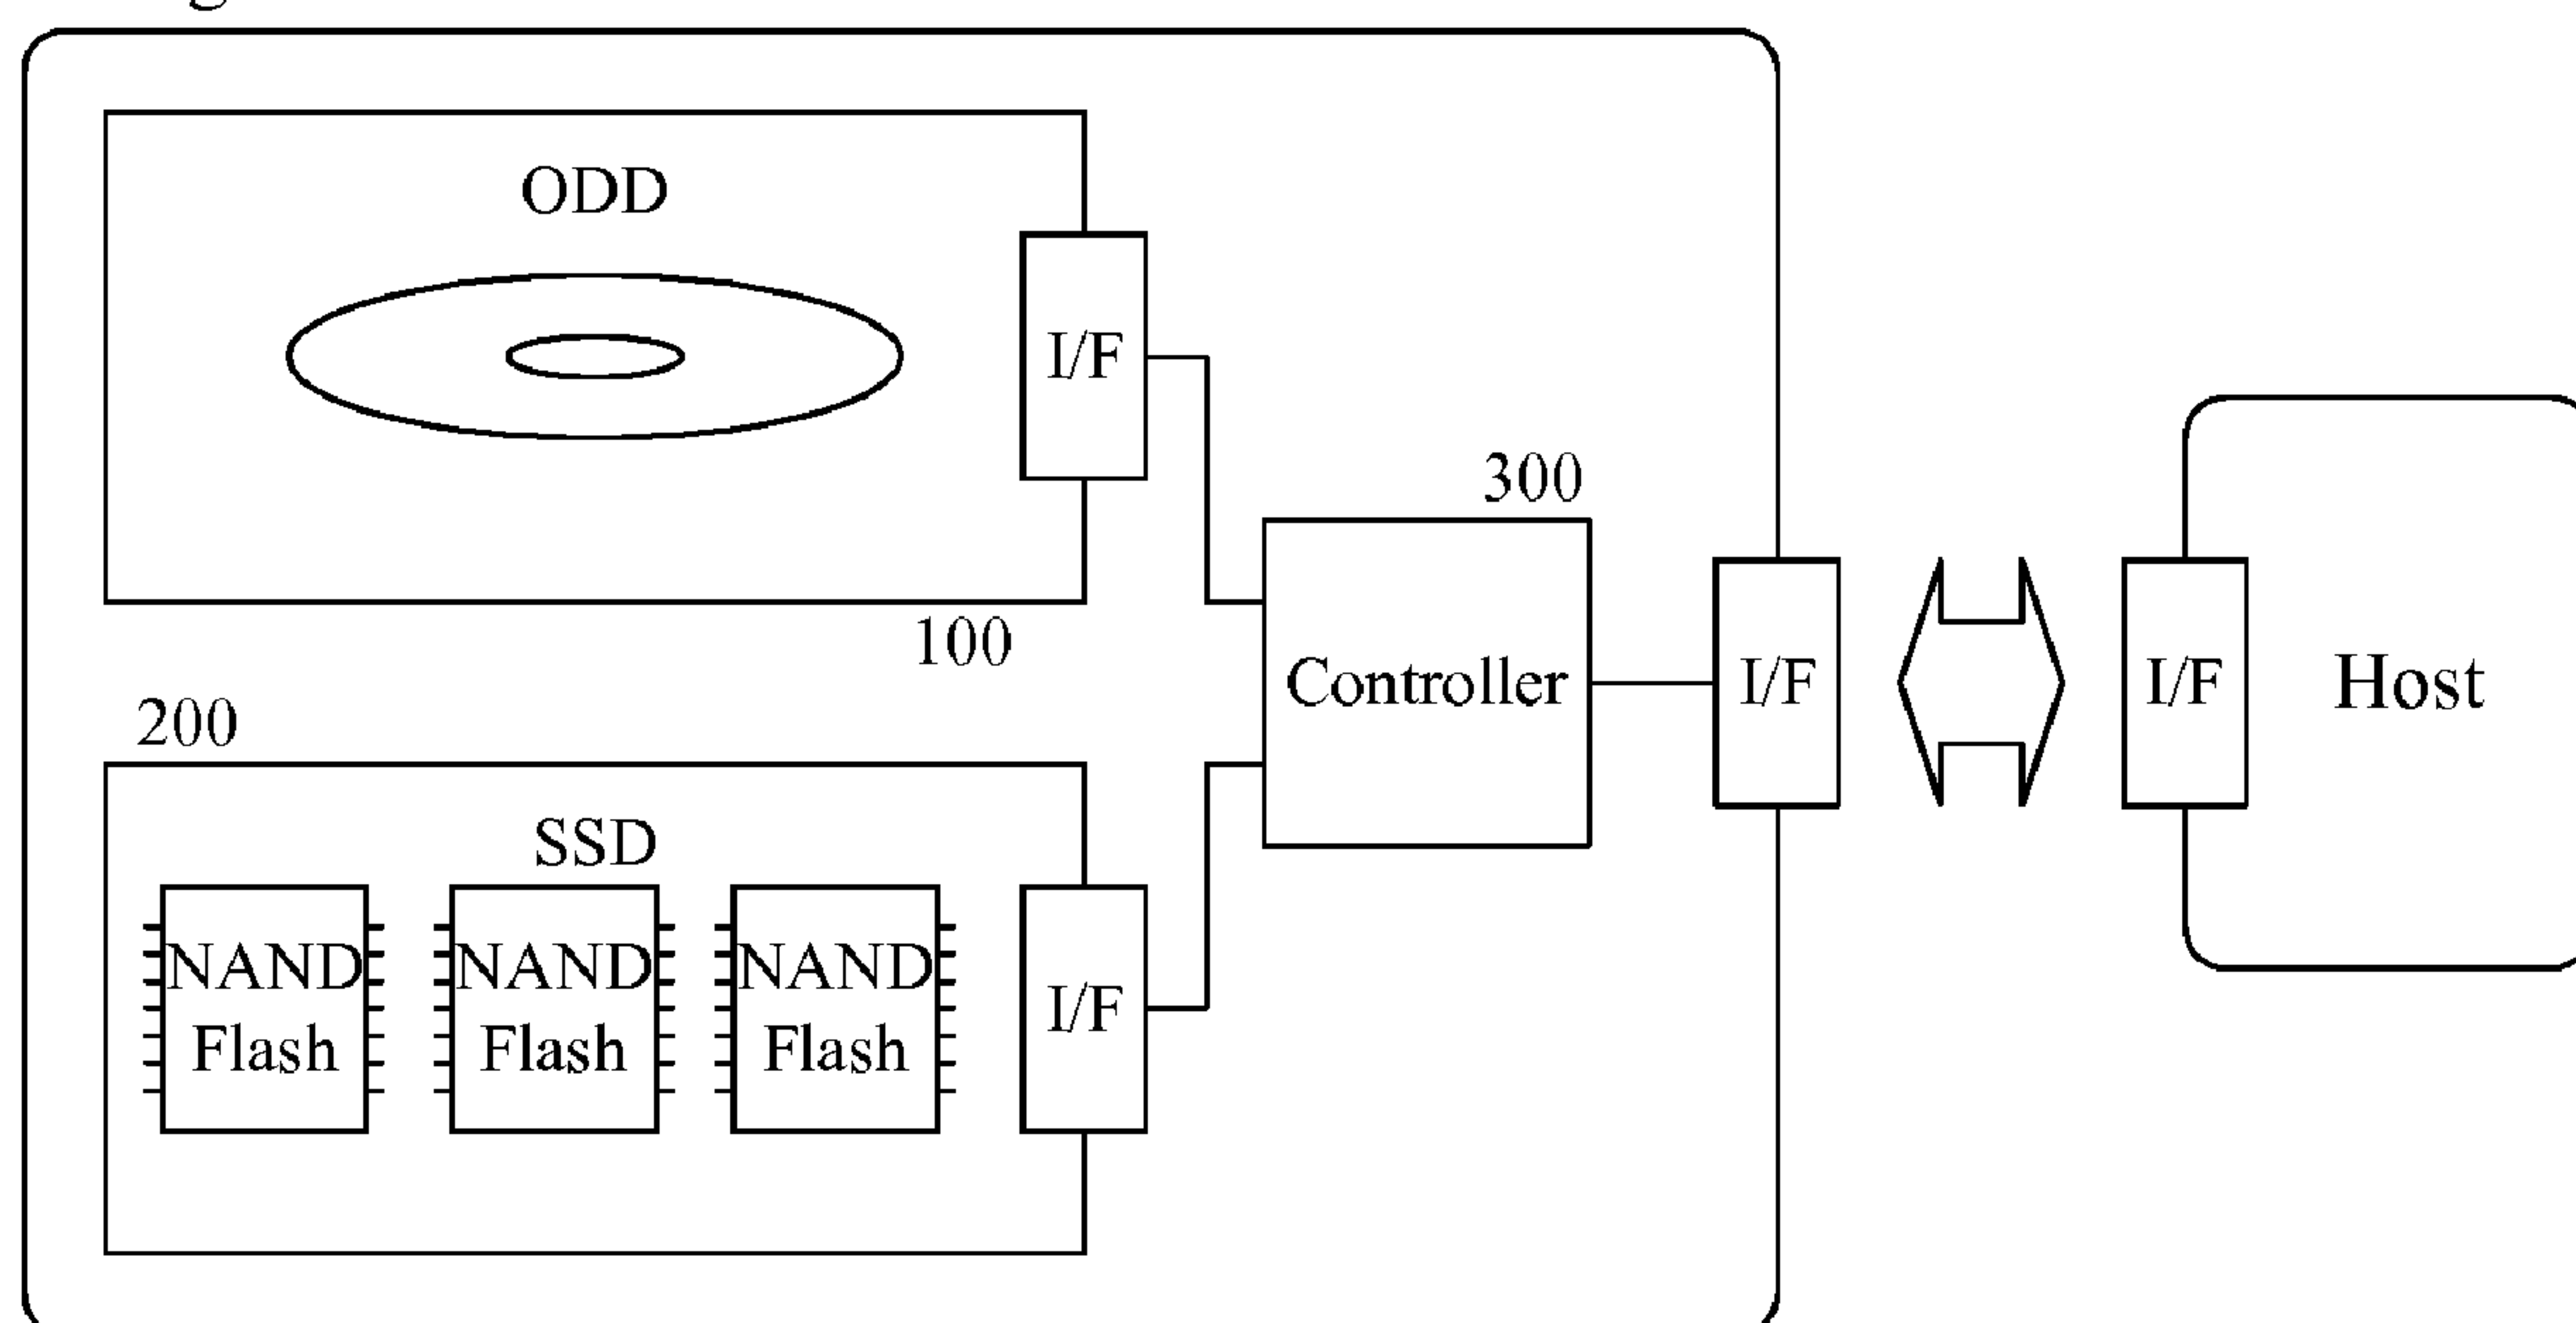 ODD
I/F
300
100
Controller
I/F
I/F
Host
200
SSD
NAND
Flash
NAND
Flash
NAND
Flash
I/F